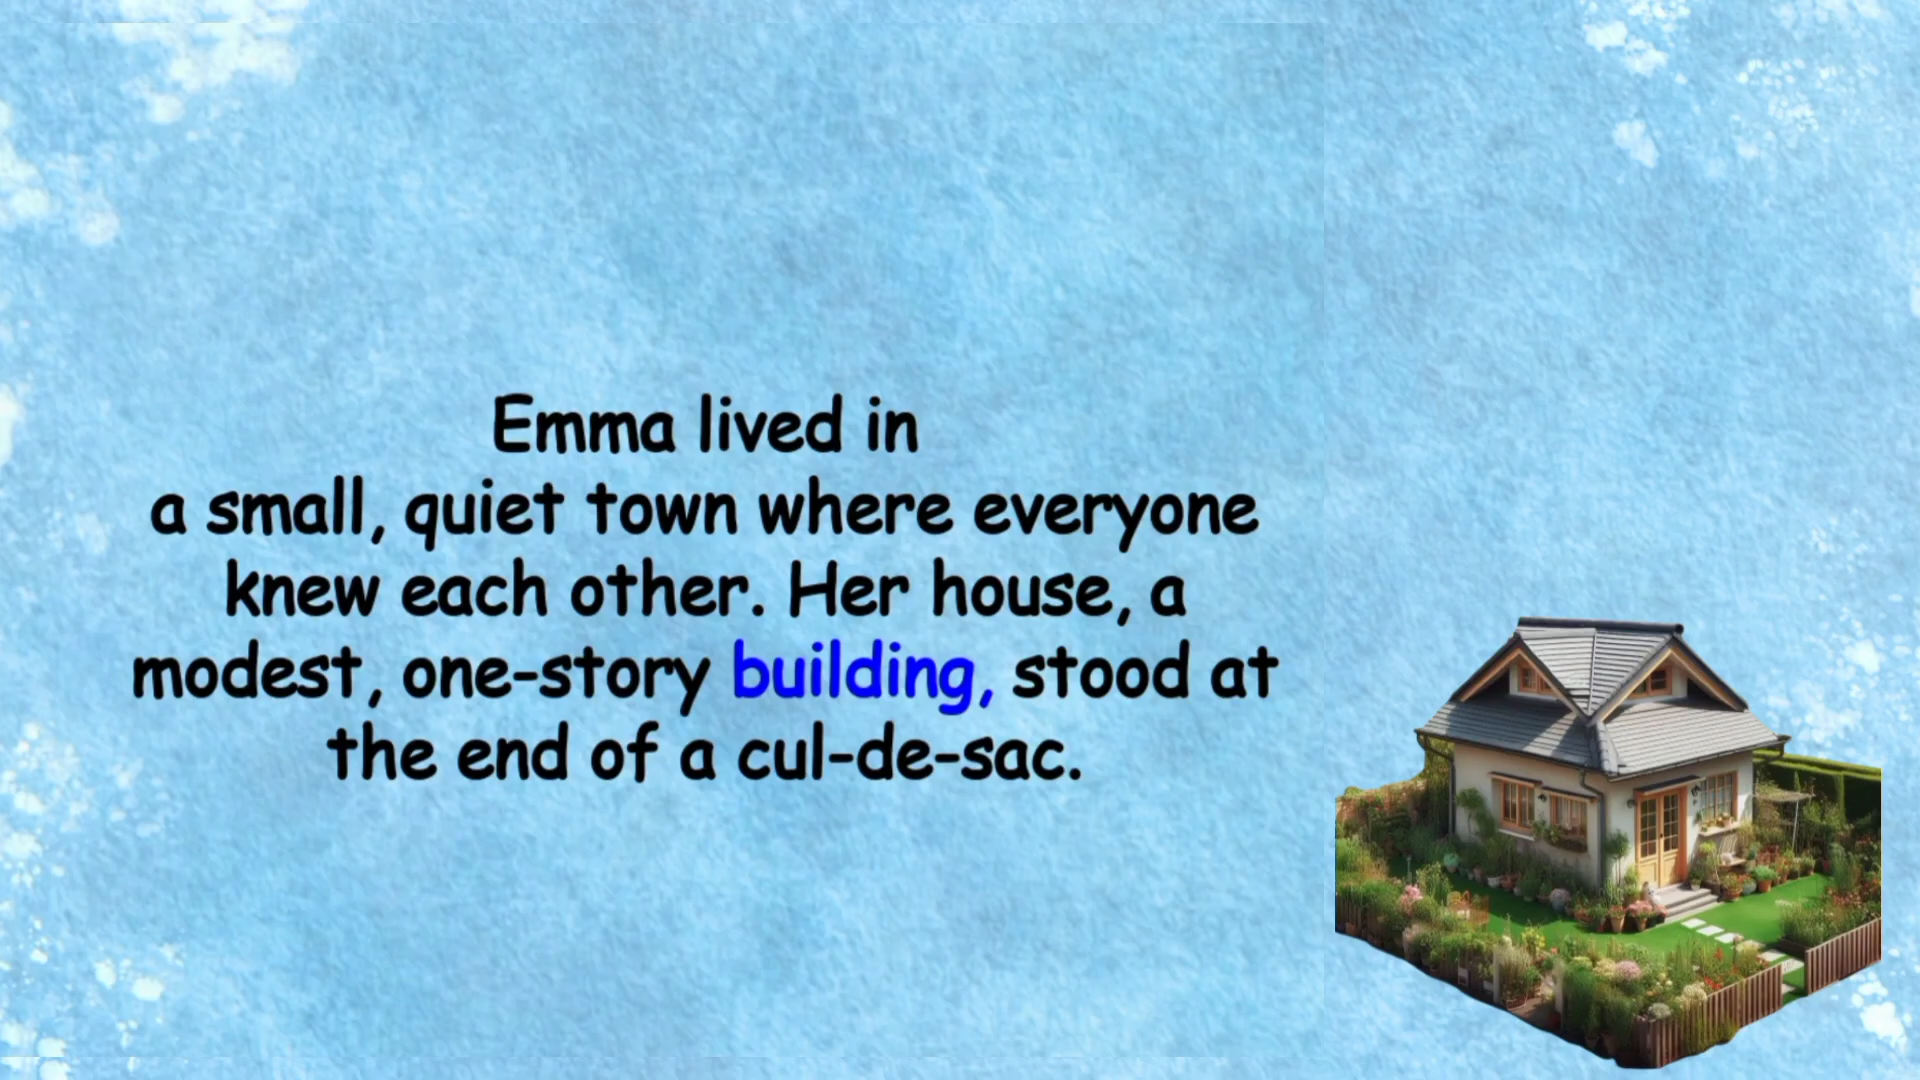 Emma lived in
a small, quiet town where everyone
knew each other. Her house, a
modest, one-story building, stood at
the end of a cul-de-sac.